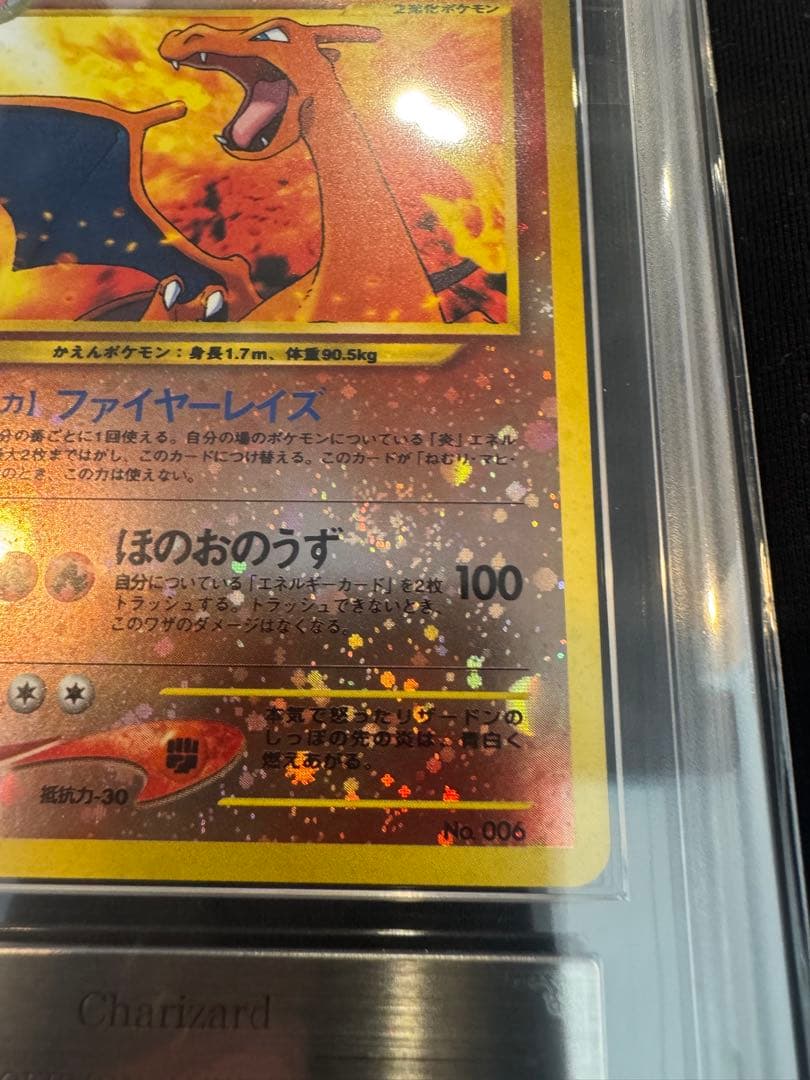 2進化ポケモン
かえんポケモン：身長1.7m、体重90.5kg
カ】ファイヤーレイズ
分の番ごとに1回使える。自分の場のポケモンについている「炎」エネル
最大2枚まではがし、このカードにつけ替える。このカードが「ねむり・マヒ・
のとき、この力は使えない。
ほのおのうず
自分についている「エネルギーカード」を2枚
トラッシュする。トラッシュできないとき、
このワザのダメージはなくなる。
100
本気で怒ったリザードンの
しっぽの先の炎は、青白く
燃えあがる。
抵抗力-30
No. 006
Charizard